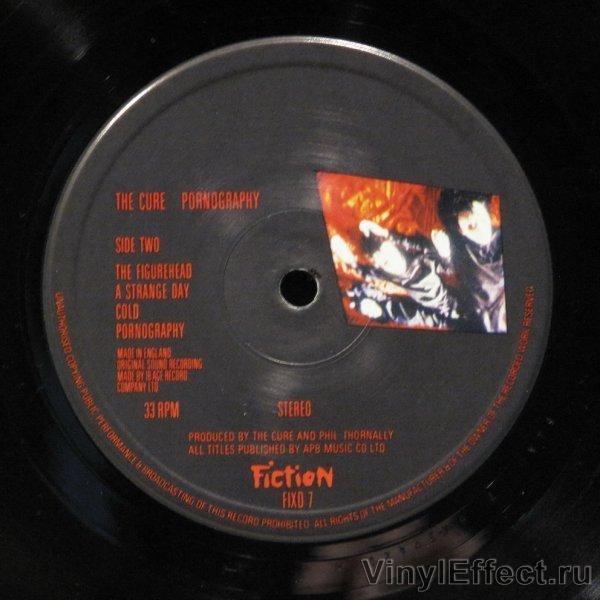 THE CURE PORNOGRAPHY
SIDE TWO
THE FIGUREHEAD
A STRANGE DAY
COLD
PORNOGRAPHY
MADE IN ENGLAND
ORIGINAL SOUND RECORDING
MADE BY 18 AGE RECORD
COMPANY LTD
33 RPM
STEREO
PRODUCED BY THE CURE AND PHIL THORNALLY
ALL TITLES PUBLISHED BY APB MUSIC CO LTD
Fiction
FIXD 7
UNAUTHORISED COPYING PUBLIC PERFORMANCE & BROADCASTING OF THIS RECORD PROHIBITED. ALL RIGHTS OF THE MANUFACTURER & OF THE OWNER OF THE RECORDED WORK RESERVED.
VinylEffect.ru